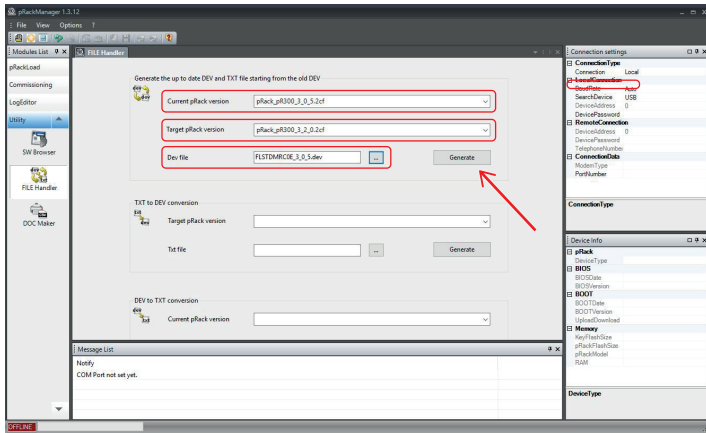 pRackManager 1.3.12
File View Options ?
Modules List
pRackLoad
Commissioning
LogEditor
Utility
SW Browser
FILE Handler
DOC Maker
FILE Handler
Generate the up to date DEV and TXT file starting from the old DEV
Current pRack version pRack_pR300_3_0_5.2cf
Target pRack version pRack_pR300_3_2_0.2cf
Dev file FLSTDMRC0E_3_0_5.dev ... Generate
TXT to DEV conversion
Target pRack version
Txt file ... Generate
DEV to TXT conversion
Current pRack version
Message List
Notify
COM Port not set yet.
Connection settings
ConnectionType
Connection Local
LocalConnection
BaudRate Auto
SearchDevice USB
DeviceAddress 0
DevicePassword
RemoteConnection
DeviceAddress 0
DevicePassword
TelephoneNumber
ConnectionData
ModemType
PortNumber
ConnectionType
Device Info
pRack
DeviceType
BIOS
BIOSDate
BIOSVersion
BOOT
BOOTDate
BOOTVersion
UploadDownload
Memory
KeyFlashSize
pRackFlashSize
pRackModel
RAM
DeviceType
OFFLINE